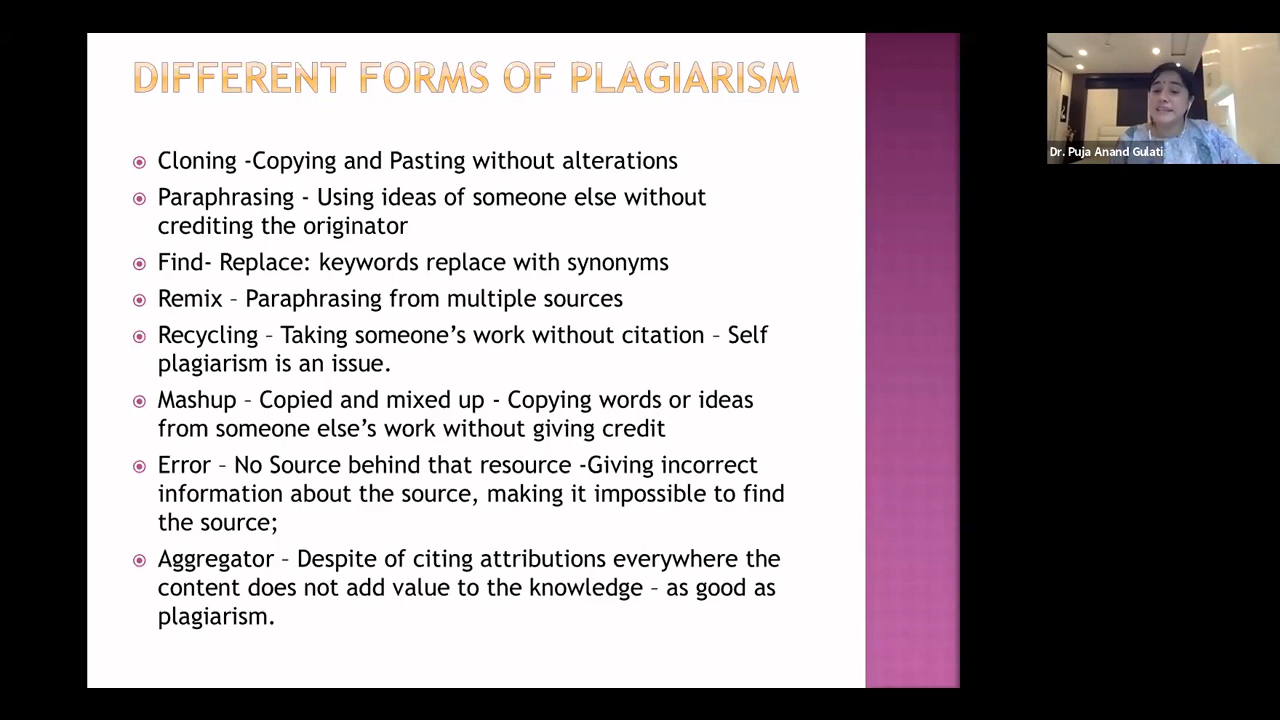 DIFFERENT FORMS OF PLAGIARISM
Cloning -Copying and Pasting without alterations
Paraphrasing - Using ideas of someone else without
crediting the originator
Find- Replace: keywords replace with synonyms
Remix – Paraphrasing from multiple sources
Recycling – Taking someone’s work without citation – Self
plagiarism is an issue.
Mashup – Copied and mixed up - Copying words or ideas
from someone else’s work without giving credit
Error – No Source behind that resource -Giving incorrect
information about the source, making it impossible to find
the source;
Aggregator – Despite of citing attributions everywhere the
content does not add value to the knowledge – as good as
plagiarism.
Dr. Puja Anand Gulati